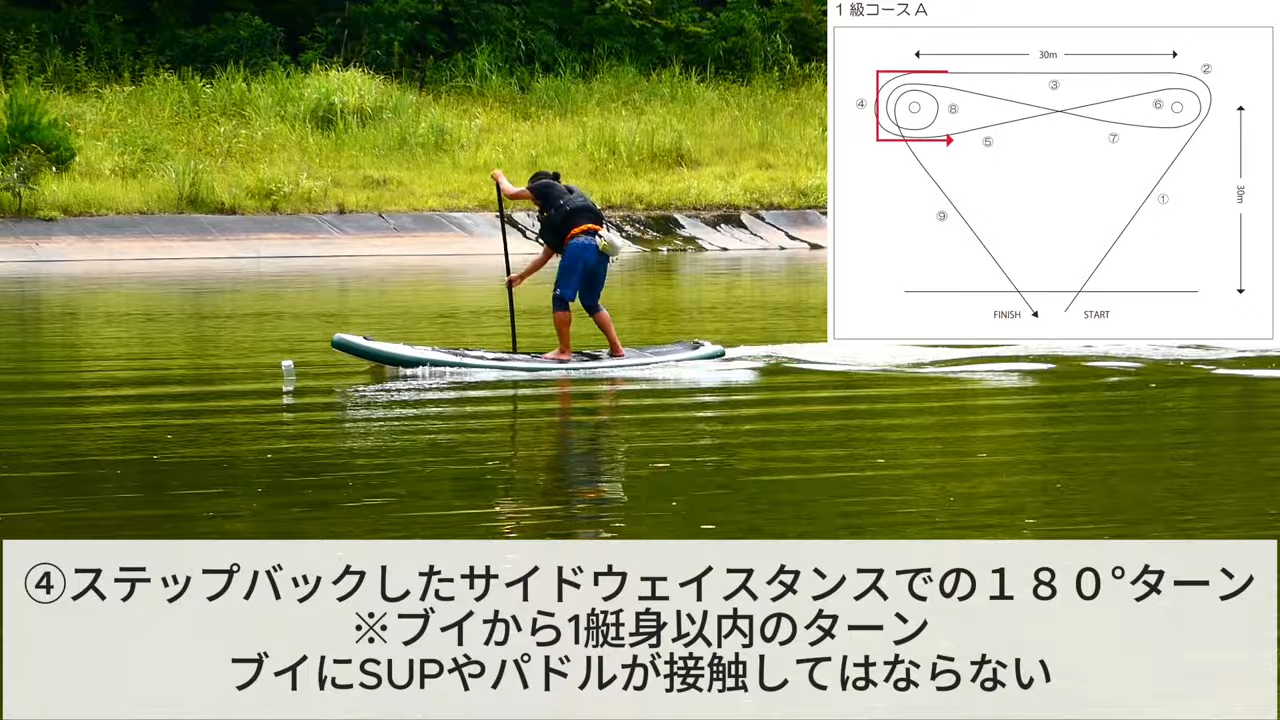 1 級コース A
30m
②
③
④
⑧
⑥
⑤
⑦
30m
①
⑨
FINISH
START
④ステップバックしたサイドウェイスタンスでの１８０°ターン
※ブイから1艇身以内のターン
ブイにSUPやパドルが接触してはならない